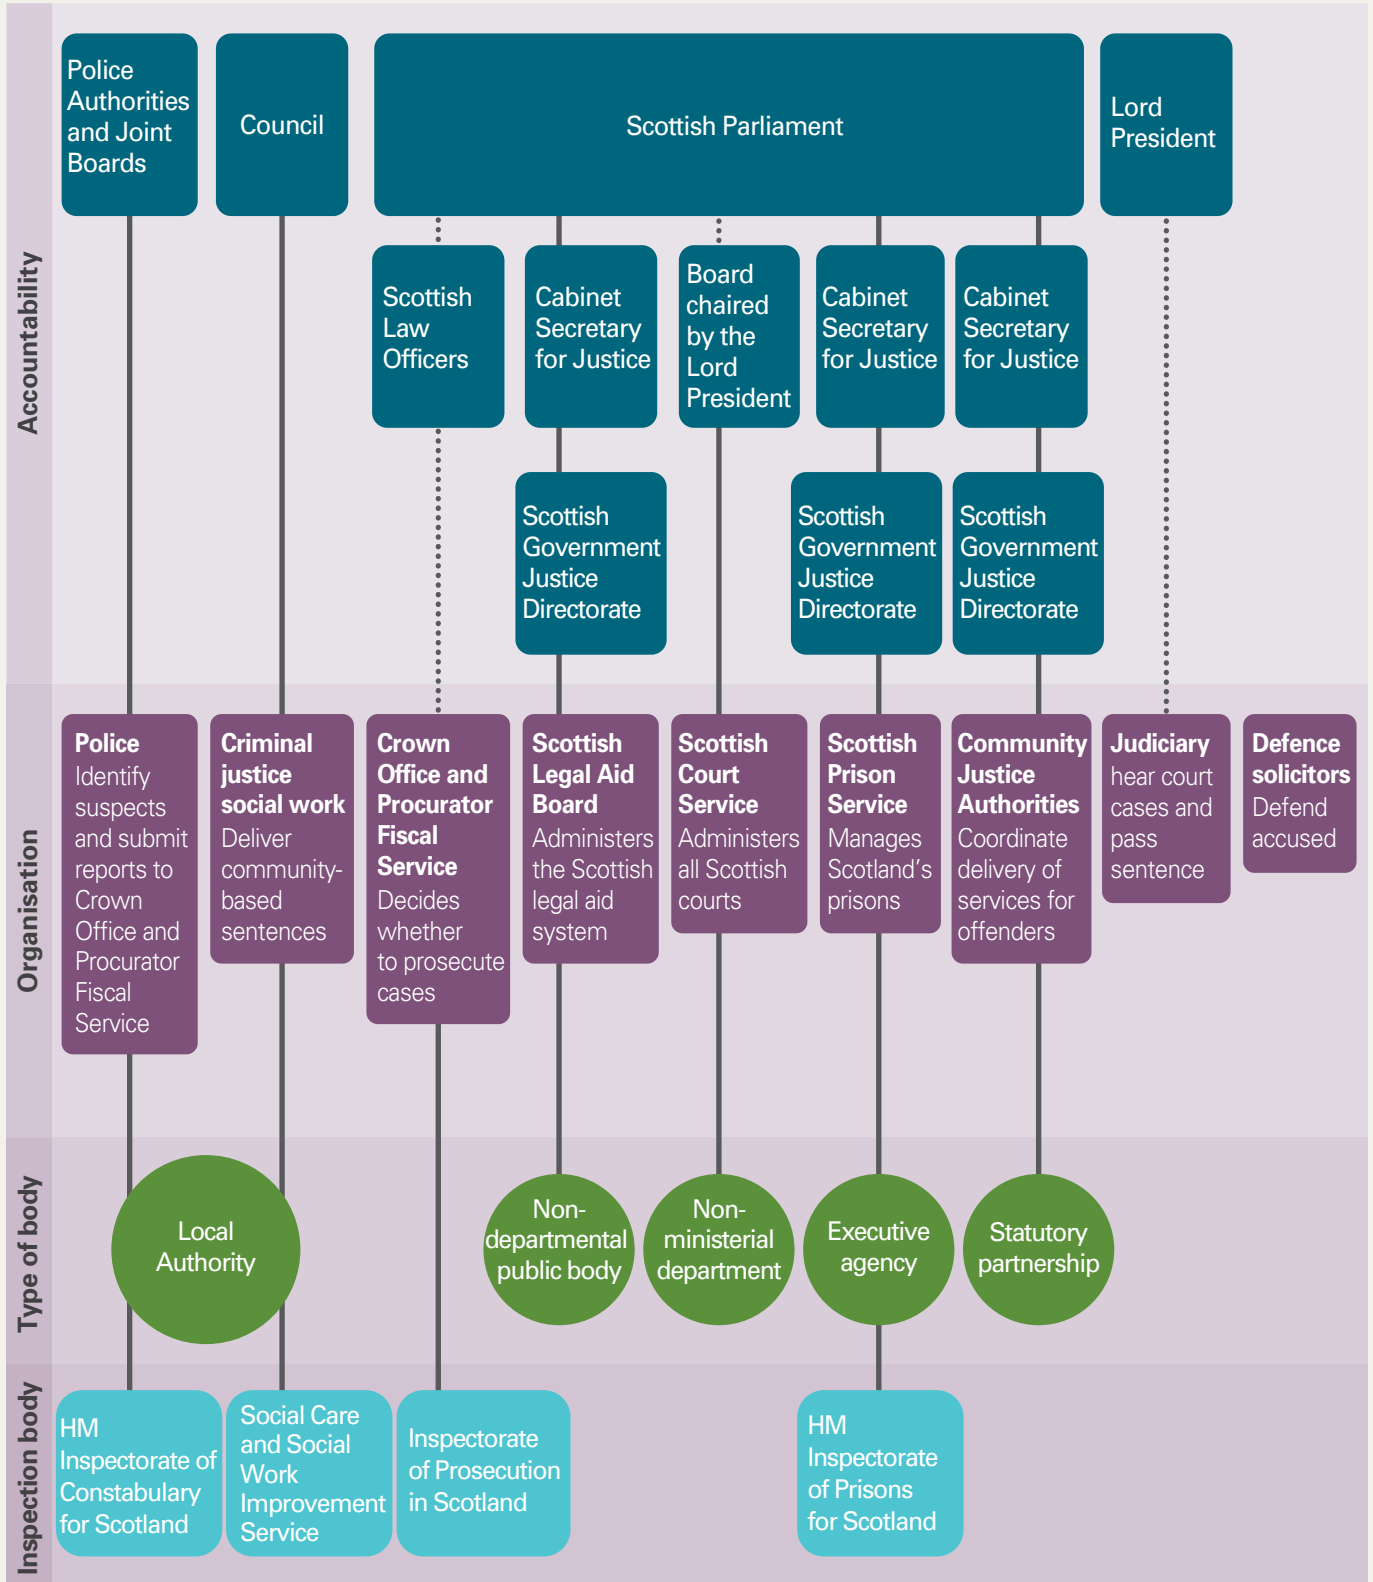 Accountability
Police
Authorities
and Joint
Boards
Council
Scottish Parliament
Lord
President
Scottish
Law
Officers
Cabinet
Secretary
for Justice
Board
chaired
by the
Lord
President
Cabinet
Secretary
for Justice
Cabinet
Secretary
for Justice
Scottish
Government
Justice
Directorate
Scottish
Government
Justice
Directorate
Scottish
Government
Justice
Directorate
Organisation
Police
Identify
suspects
and submit
reports to
Crown
Office and
Procurator
Fiscal
Service
Criminal
justice
social work
Deliver
community-
based
sentences
Crown
Office and
Procurator
Fiscal
Service
Decides
whether
to prosecute
cases
Scottish
Legal Aid
Board
Administers
the Scottish
legal aid
system
Scottish
Court
Service
Administers
all Scottish
courts
Scottish
Prison
Service
Manages
Scotland's
prisons
Community
Justice
Authorities
Coordinate
delivery of
services for
offenders
Judiciary
hear court
cases and
pass
sentence
Defence
solicitors
Defend
accused
Type of body
Local
Authority
Non-
departmental
public body
Non-
ministerial
department
Executive
agency
Statutory
partnership
Inspection body
HM
Inspectorate of
Constabulary
for Scotland
Social Care
and Social
Work
Improvement
Service
Inspectorate
of Prosecution
in Scotland
HM
Inspectorate
of Prisons
for Scotland